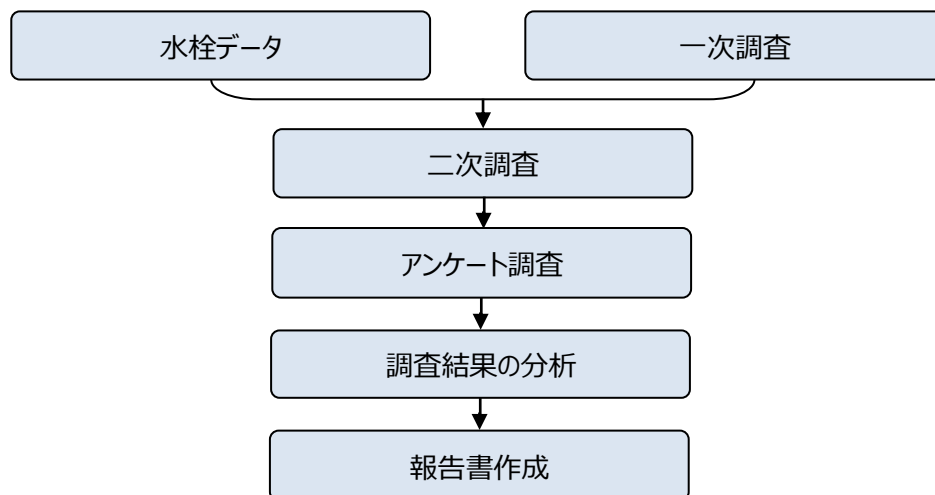 水栓データ
一次調査
二次調査
アンケート調査
調査結果の分析
報告書作成